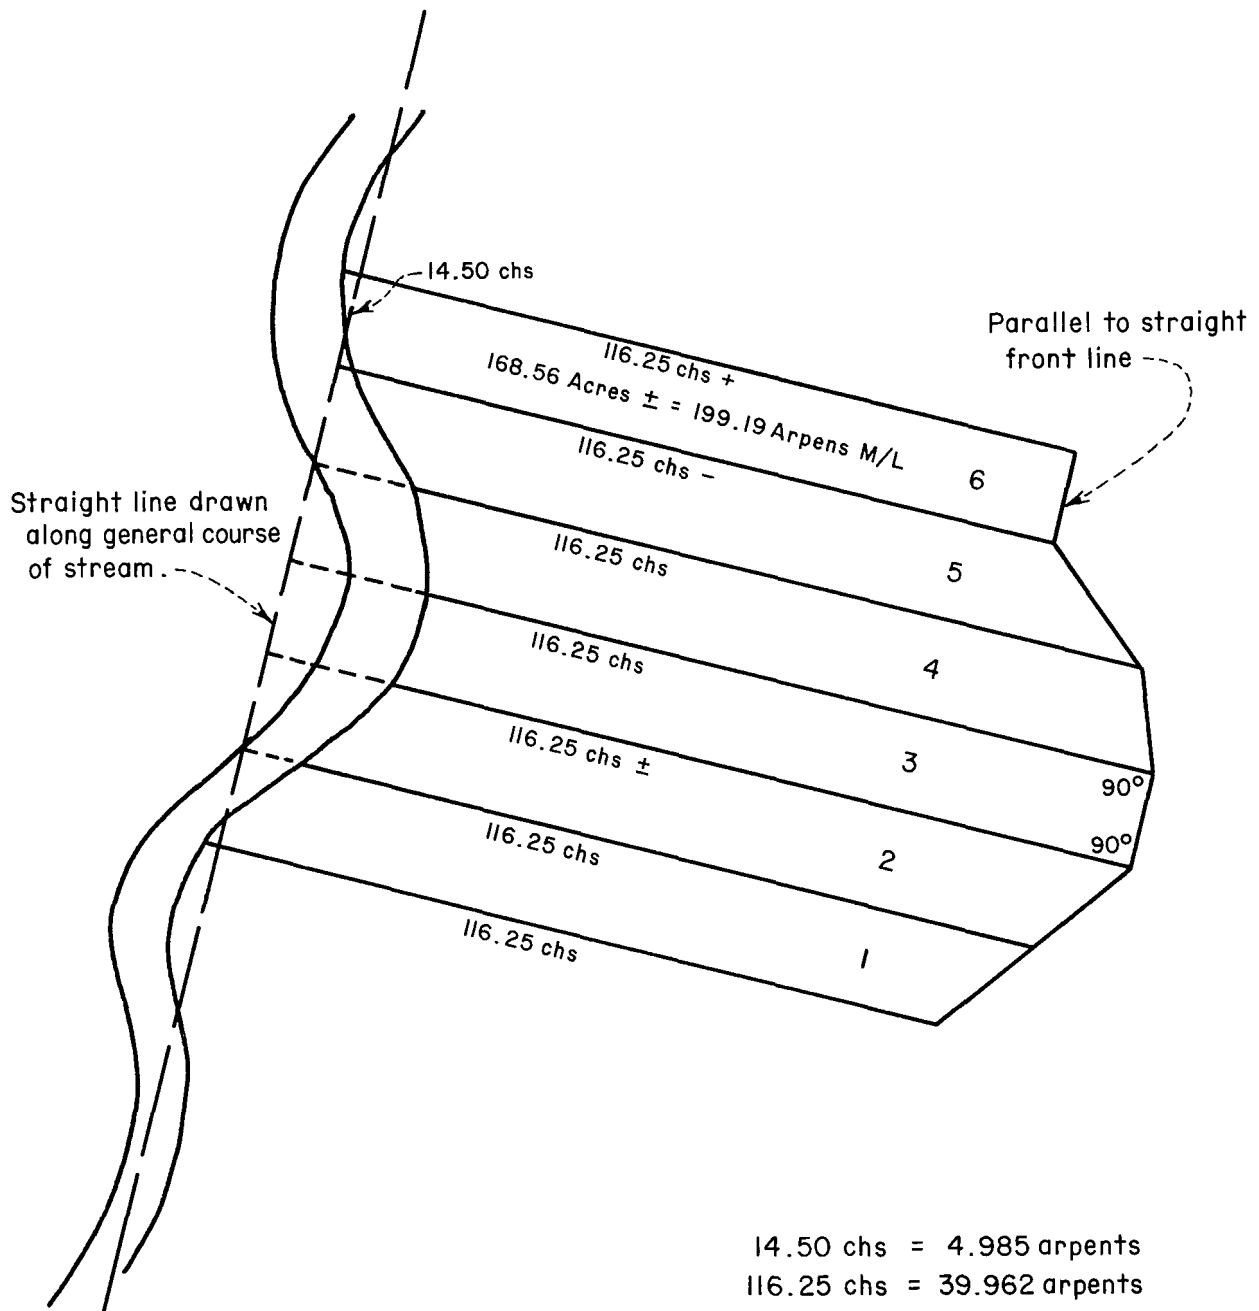 14.50 chs
Parallel to straight
front line
116.25 chs +
168.56 Acres ± = 199.19 Arpens M/L
6
116.25 chs -
Straight line drawn
along general course
of stream.
116.25 chs
5
116.25 chs
4
116.25 chs ±
3
90°
90°
116.25 chs
2
116.25 chs
1
14.50 chs = 4.985 arpents
116.25 chs = 39.962 arpents